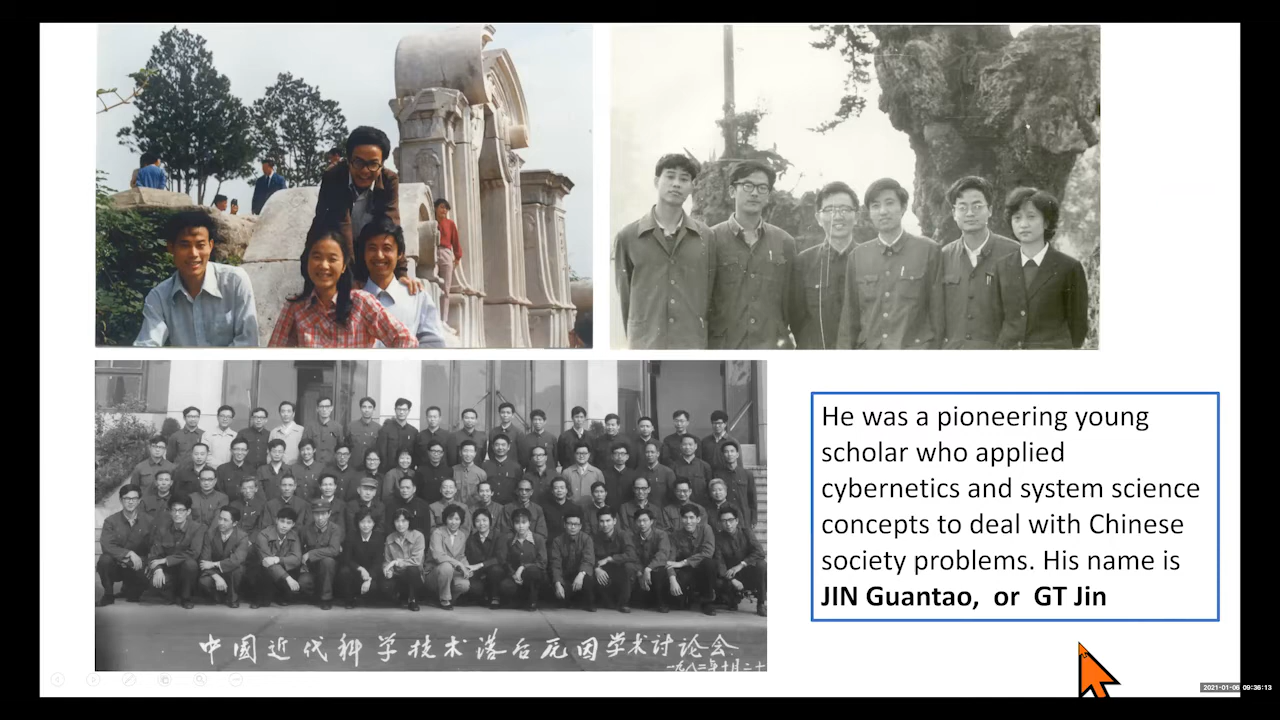 He was a pioneering young
scholar who applied
cybernetics and system science
concepts to deal with Chinese
society problems. His name is
JIN Guantao, or GT Jin
中国近代科学技术落后原因学术讨论会
一九八二年十月二十
2021-01-06 09:36:13